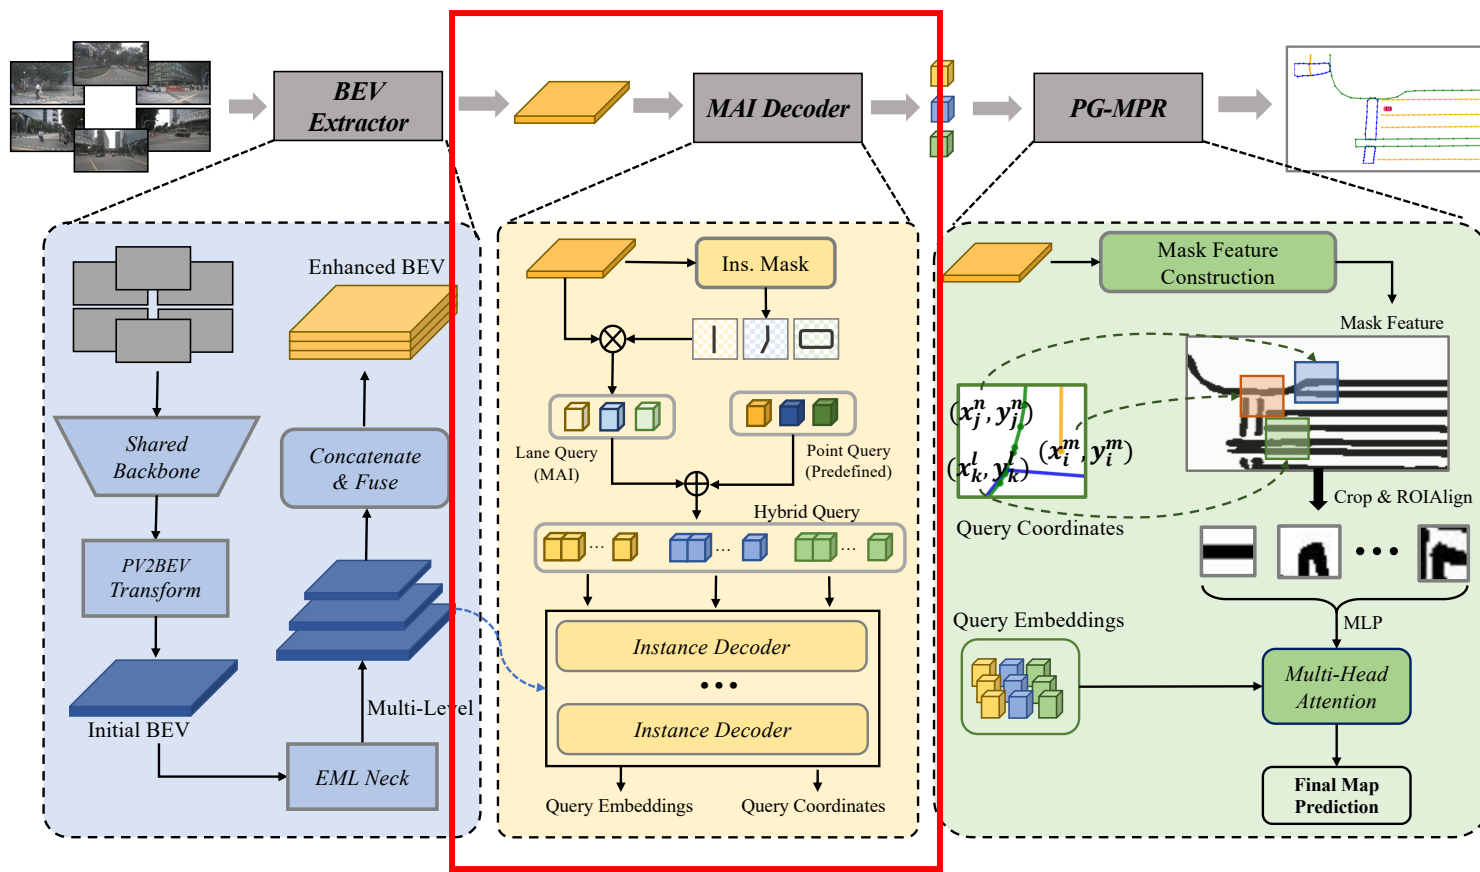 BEV
Extractor
MAI Decoder
PG-MPR
Enhanced BEV
Shared
Backbone
Concatenate
& Fuse
PV2BEV
Transform
Initial BEV
Multi-Level
EML Neck
Ins. Mask
Lane Query
(MAI)
Point Query
(Predefined)
Hybrid Query
...
...
...
Instance Decoder
•••
Instance Decoder
Query Embeddings
Query Coordinates
Mask Feature
Construction
Mask Feature
(x_j^n, y_j^n)
(x_i^m, y_i^m)
(x_k^l, y_k^l)
Query Coordinates
Crop & ROIAlign
•••
MLP
Query Embeddings
Multi-Head
Attention
Final Map
Prediction